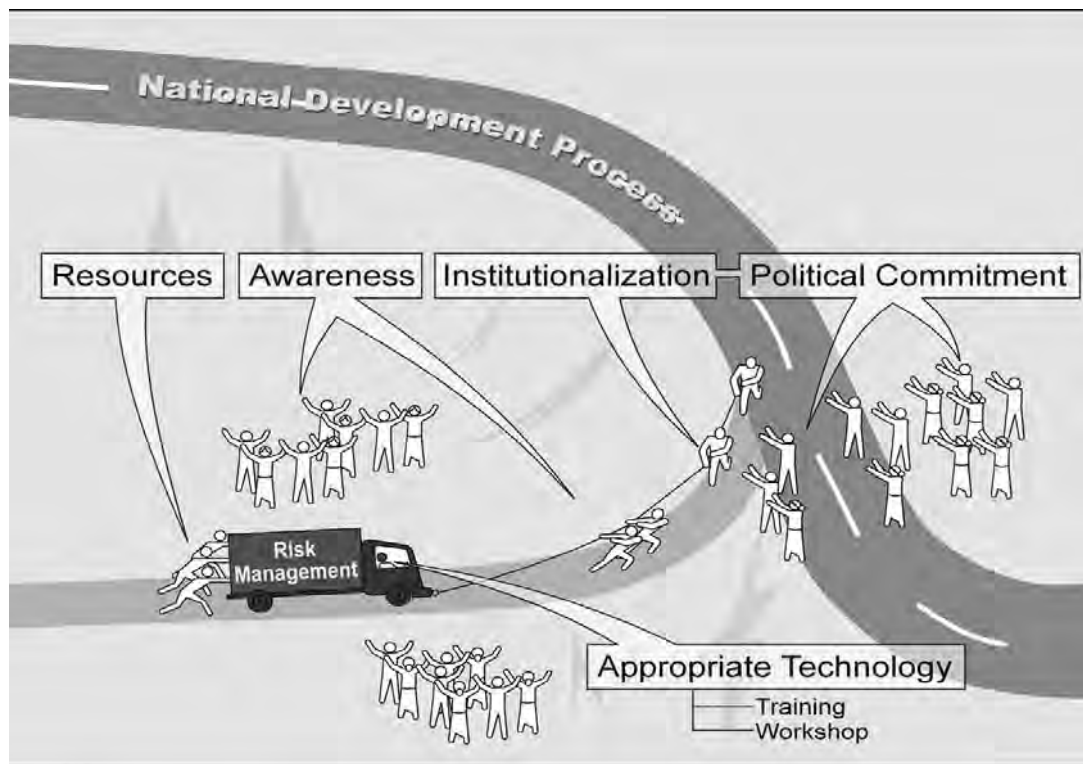 National Development Process
Resources
Awareness
Institutionalization
Political Commitment
Risk
Management
Appropriate Technology
Training
Workshop